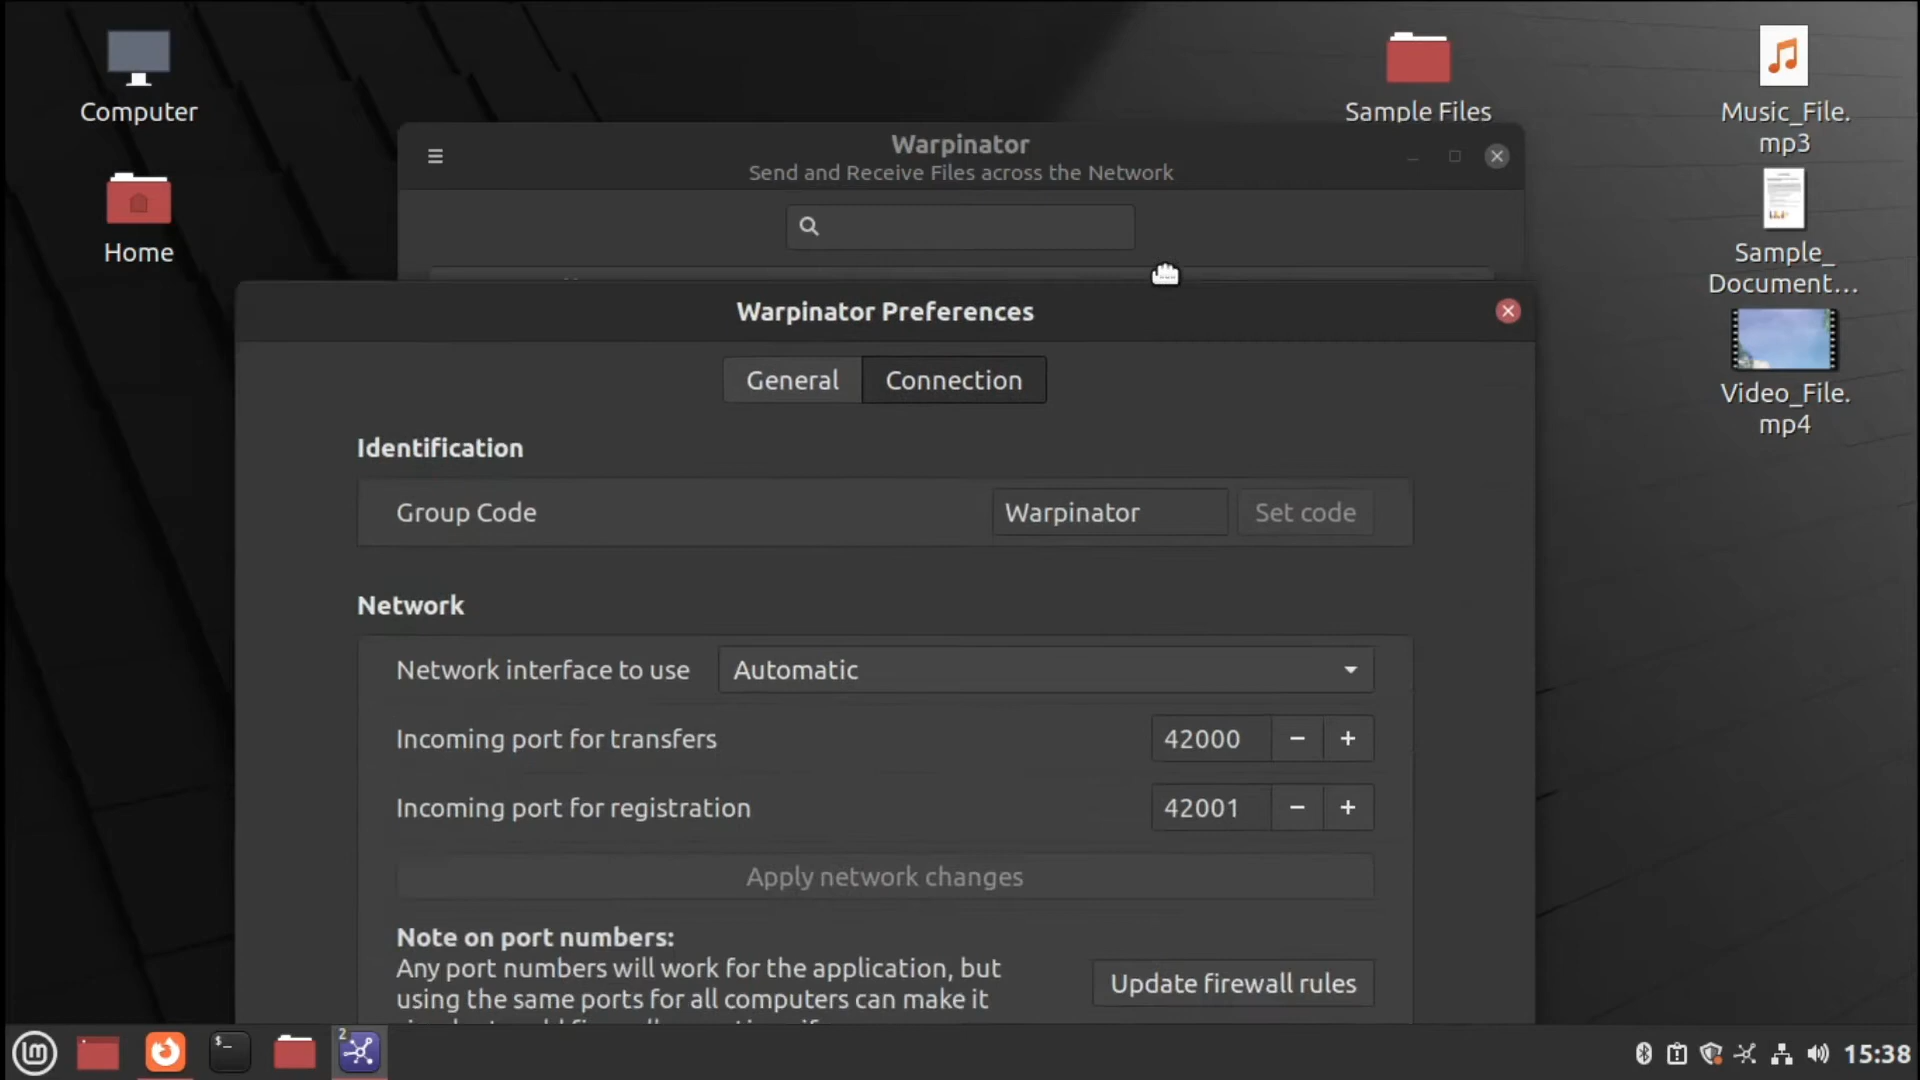 Computer
Home
Sample Files
Music_File.
mp3
Sample_
Document...
Video_File.
mp4
Warpinator
Send and Receive Files across the Network
Warpinator Preferences
General
Connection
Identification
Group Code
Warpinator
Set code
Network
Network interface to use
Automatic
Incoming port for transfers
42000
Incoming port for registration
42001
Apply network changes
Note on port numbers:
Any port numbers will work for the application, but
using the same ports for all computers can make it
Update firewall rules
2
15:38